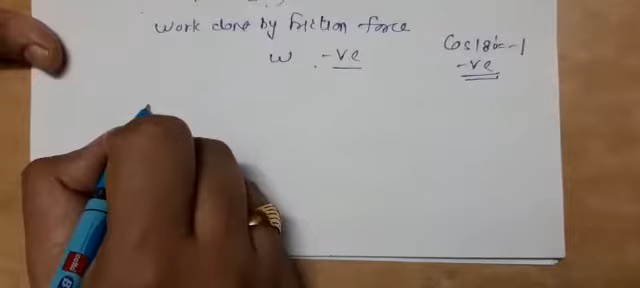 work done by friction force
w -ve
cos180=-1
-ve